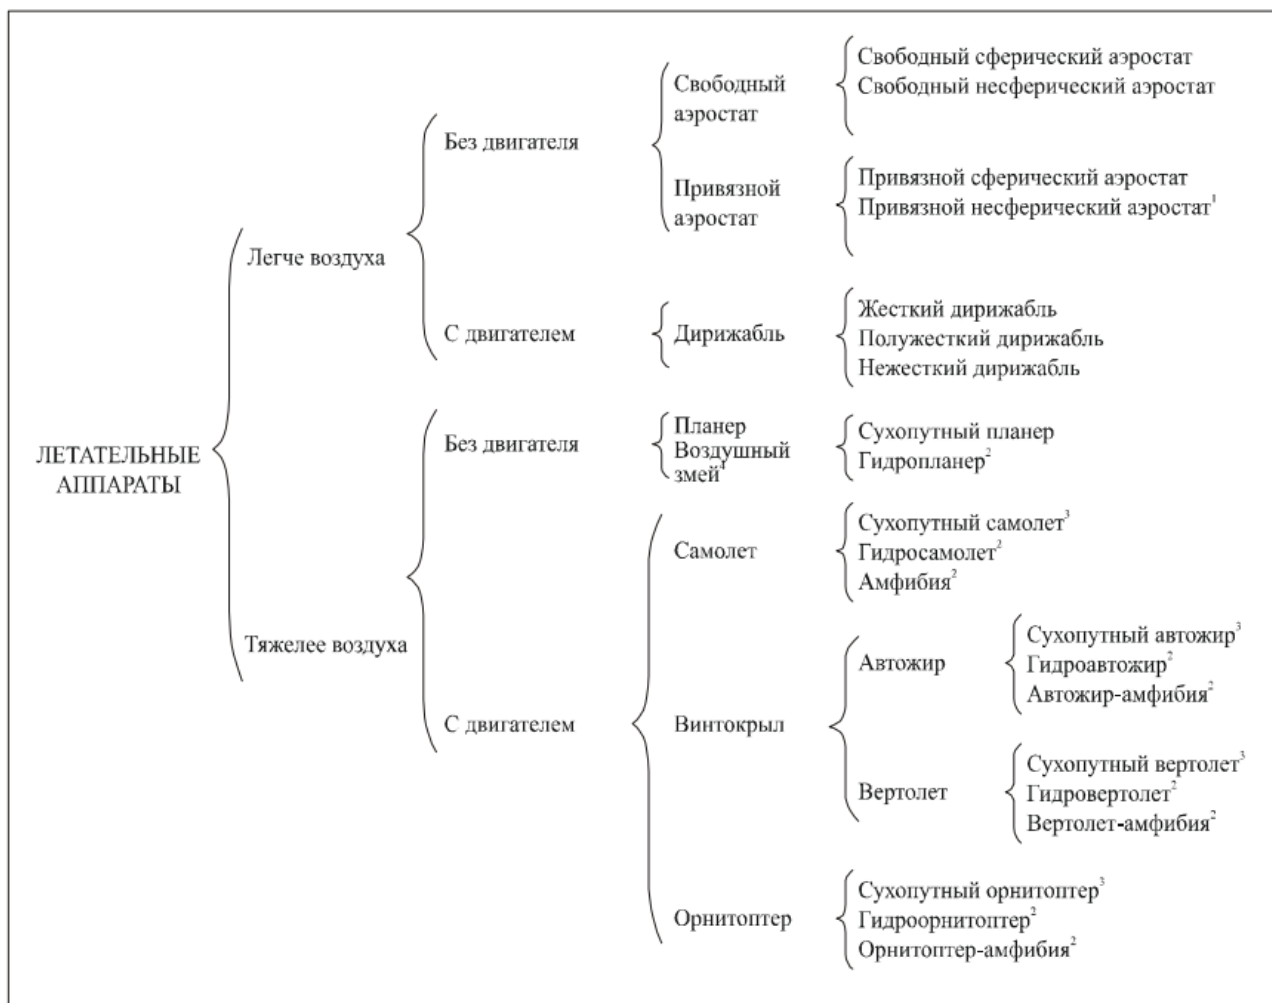 ЛЕТАТЕЛЬНЫЕ
АППАРАТЫ
Легче воздуха
Без двигателя
Свободный
аэростат
Свободный сферический аэростат
Свободный несферический аэростат
Привязной
аэростат
Привязной сферический аэростат
Привязной несферический аэростат¹
С двигателем
Дирижабль
Жесткий дирижабль
Полужесткий дирижабль
Нежесткий дирижабль
Тяжелее воздуха
Без двигателя
Планер
Воздушный
змей⁴
Сухопутный планер
Гидропланер²
С двигателем
Самолет
Сухопутный самолет³
Гидросамолет²
Амфибия²
Винтокрыл
Автожир
Сухопутный автожир³
Гидроавтожир²
Автожир-амфибия²
Вертолет
Сухопутный вертолет³
Гидровертолет²
Вертолет-амфибия²
Орнитоптер
Сухопутный орнитоптер³
Гидроорнитоптер²
Орнитоптер-амфибия²